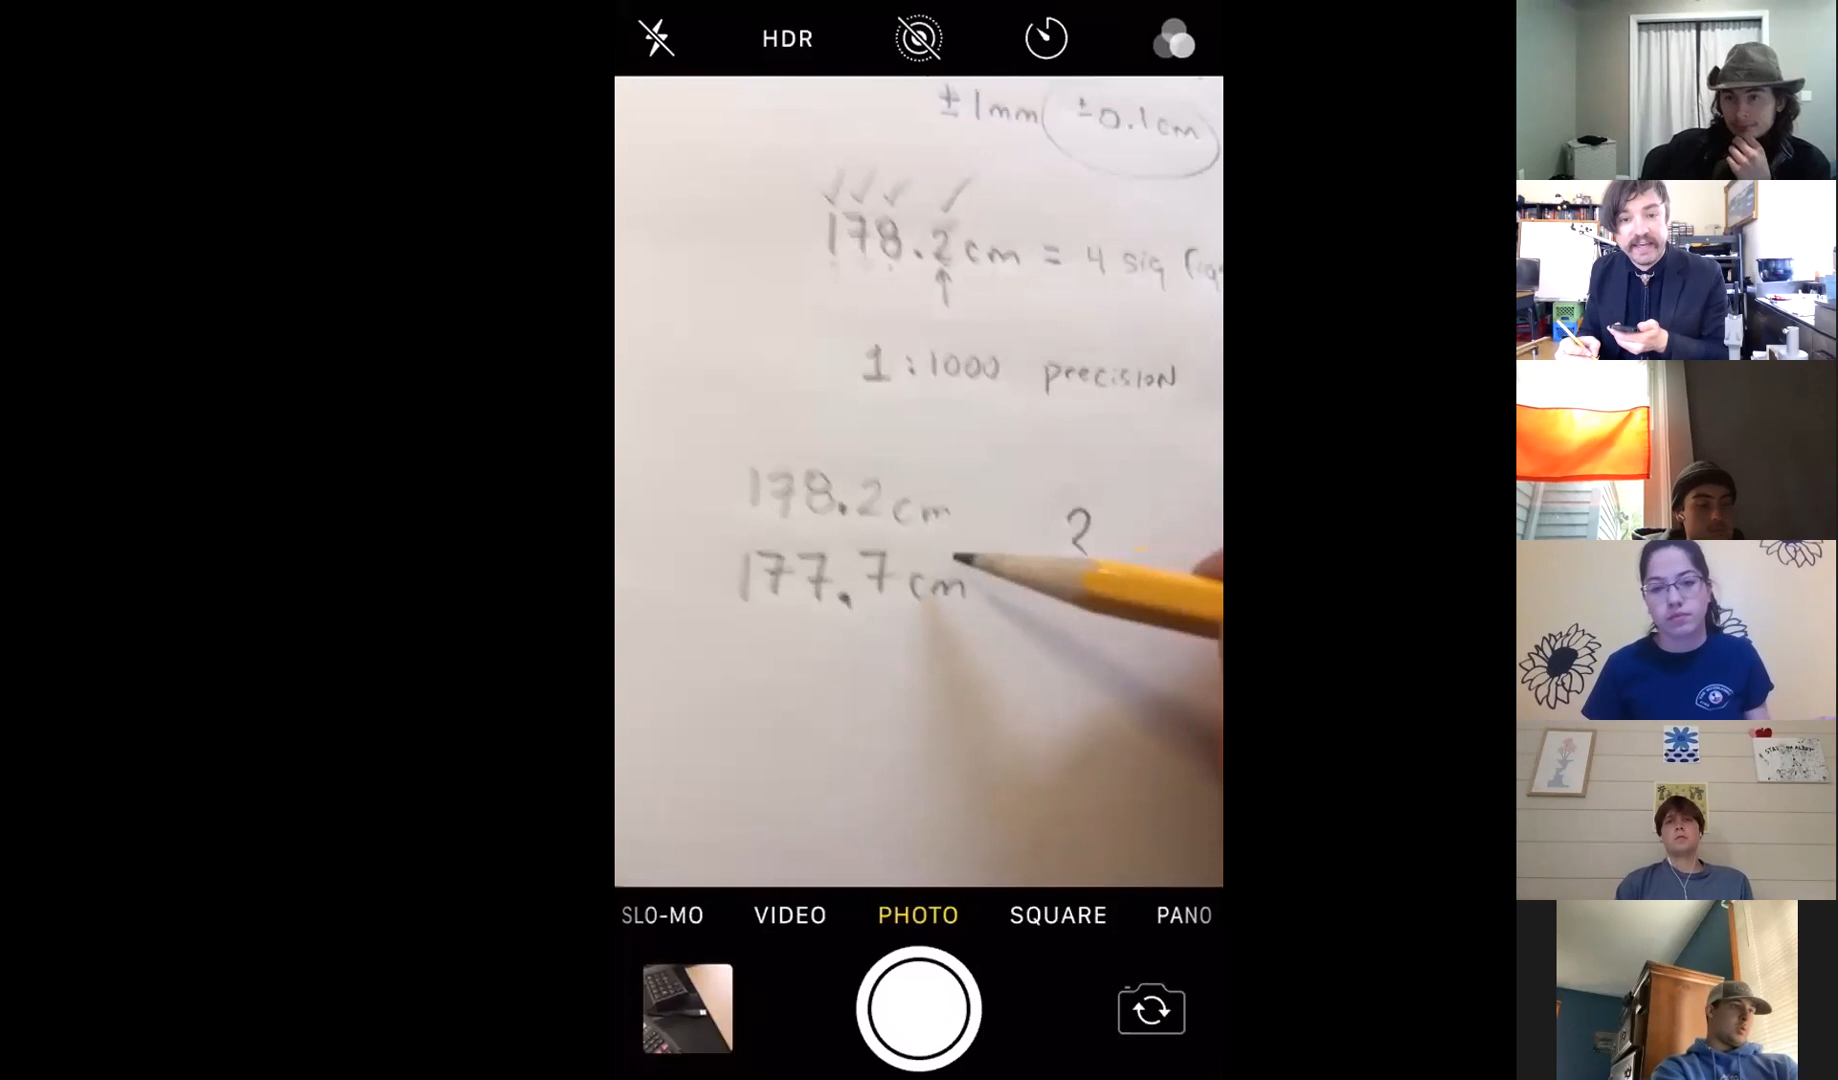 HDR
± 1mm ±0.1cm
178.2cm = 4 sig
1:1000 precision
178.2cm ?
177.7cm
SLO-MO VIDEO PHOTO SQUARE PANO